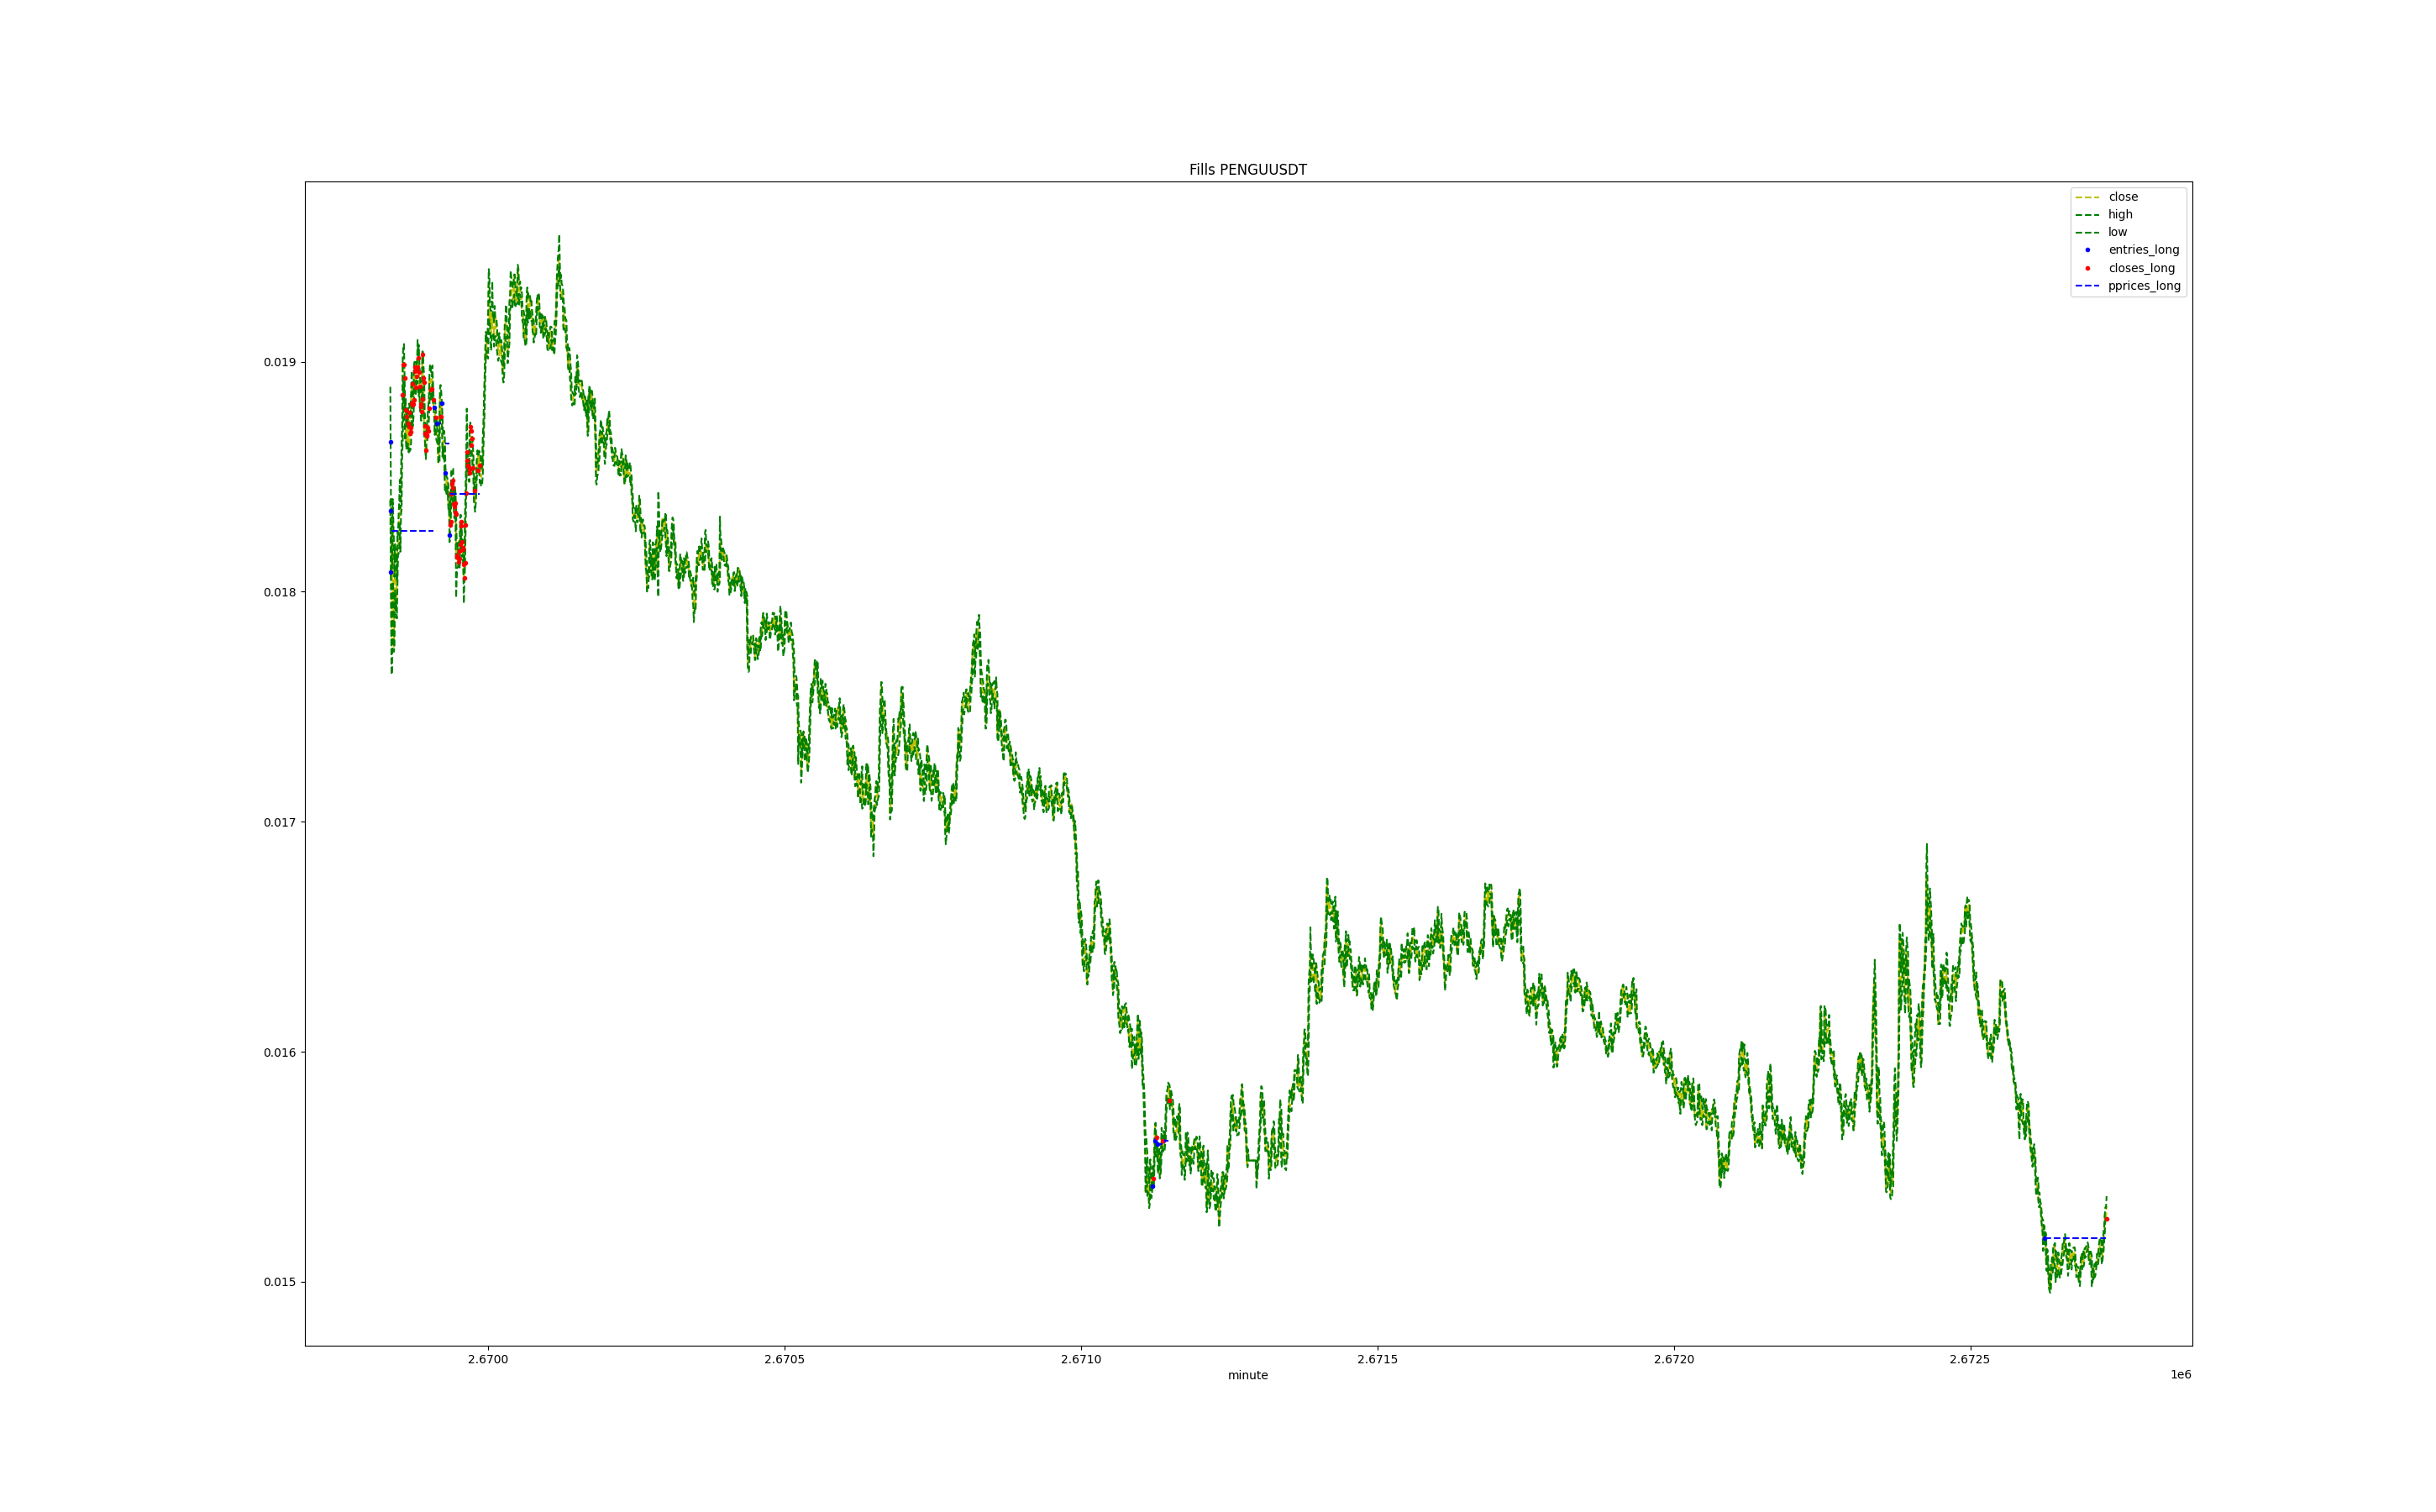 Fills PENGUUSDT
close
high
low
entries_long
closes_long
pprices_long
0.019
0.018
0.017
0.016
0.015
2.6700 2.6705 2.6710 2.6715 2.6720 2.6725
minute
1e6